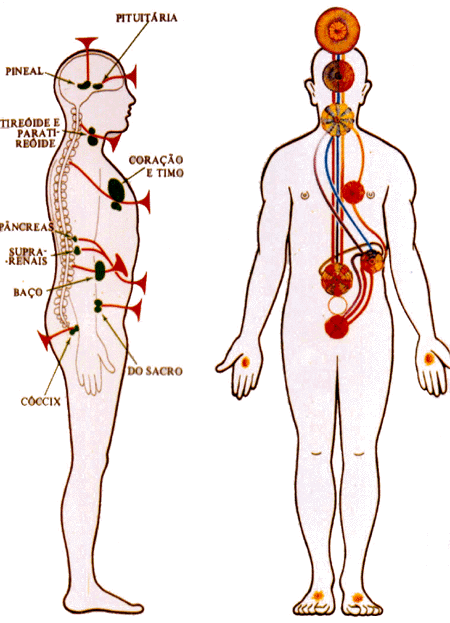 PITUITÁRIA
PINEAL
TIREÓIDE E
PARATI-
REÓIDE
CORAÇÃO
E TIMO
PÂNCREAS
SUPRA-
RENAIS
BAÇO
DO SACRO
CÓCCIX